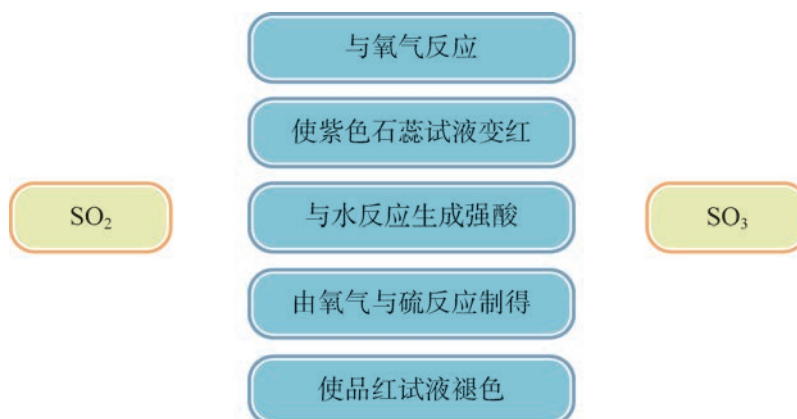 与氧气反应
使紫色石蕊试液变红
SO₂
与水反应生成强酸
SO₃
由氧气与硫反应制得
使品红试液褪色